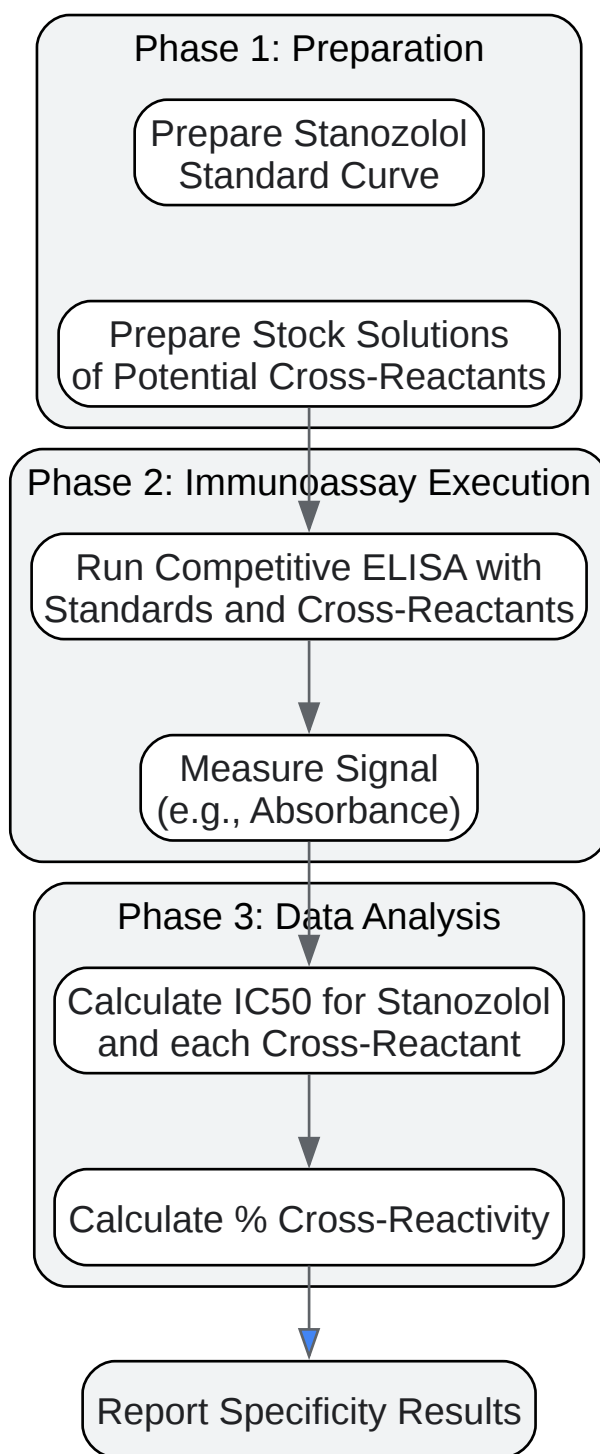 Phase 1: Preparation
Prepare Stanozolol
Standard Curve
Prepare Stock Solutions
of Potential Cross-Reactants
Phase 2: Immunoassay Execution
Run Competitive ELISA with
Standards and Cross-Reactants
Measure Signal
(e.g., Absorbance)
Phase 3: Data Analysis
Calculate IC50 for Stanozolol
and each Cross-Reactant
Calculate % Cross-Reactivity
Report Specificity Results